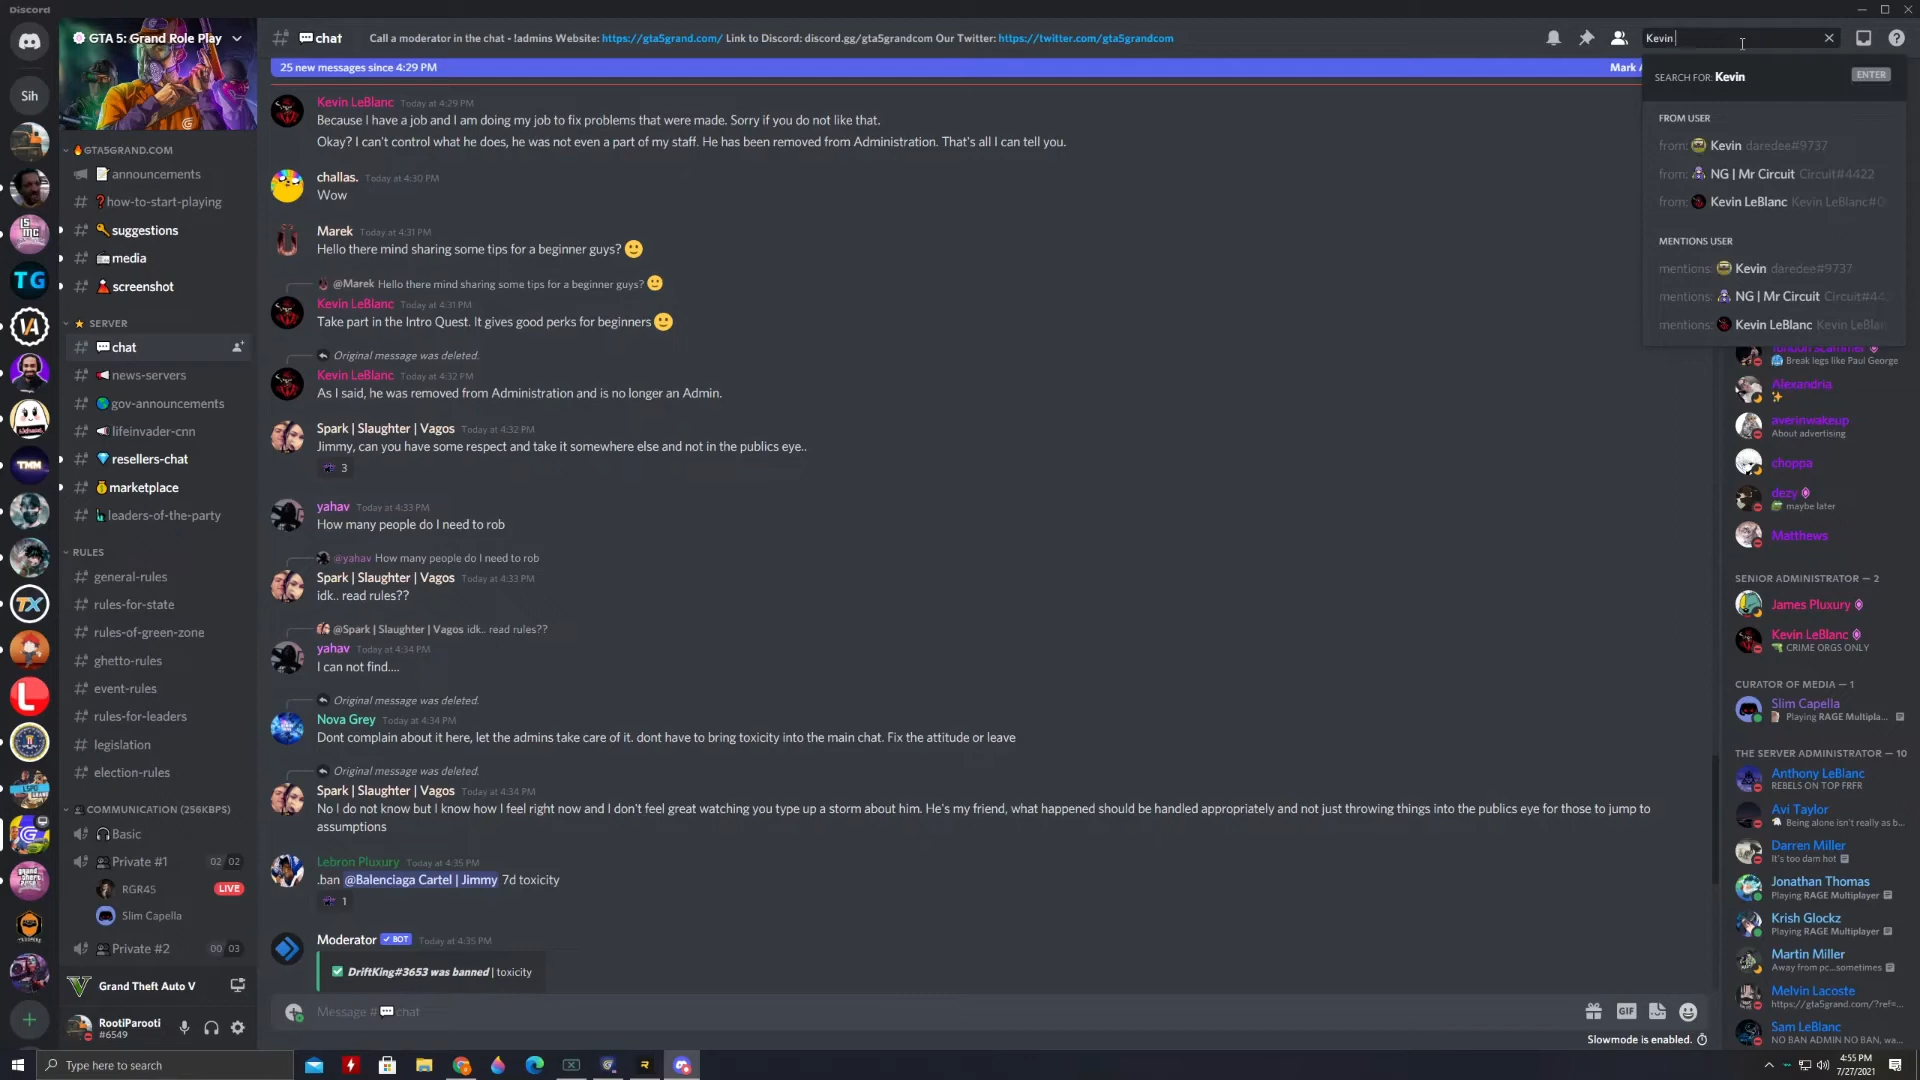 Discord
GTA 5: Grand Role Play
chat
Call a moderator in the chat - !admins Website: https://gta5grand.com/ Link to Discord: discord.gg/gta5grandcom Our Twitter: https://twitter.com/gta5grandcom
Kevin
25 new messages since 4:29 PM
Mark
SEARCH FOR: Kevin
ENTER
FROM USER
from: Kevin daredee#9737
from: NG | Mr Circuit Circuit#4422
from: Kevin LeBlanc Kevin LeBlanc#0
MENTIONS USER
mentions: Kevin daredee#9737
mentions: NG | Mr Circuit Circuit#44
mentions: Kevin LeBlanc Kevin LeBlan
Sih
GTA5GRAND.COM
announcements
how-to-start-playing
suggestions
media
screenshot
SERVER
chat
news-servers
gov-announcements
lifeinvader-cnn
resellers-chat
marketplace
leaders-of-the-party
RULES
general-rules
rules-for-state
rules-of-green-zone
ghetto-rules
event-rules
rules-for-leaders
legislation
election-rules
COMMUNICATION (256KBPS)
Basic
Private #1 02 02
RGR45 LIVE
Slim Capella
Private #2 00 03
Grand Theft Auto V
RootiParooti
#6549
Kevin LeBlanc Today at 4:29 PM
Because I have a job and I am doing my job to fix problems that were made. Sorry if you do not like that.
Okay? I can't control what he does, he was not even a part of my staff. He has been removed from Administration. That's all I can tell you.
challas. Today at 4:30 PM
Wow
Marek Today at 4:31 PM
Hello there mind sharing some tips for a beginner guys? 🙂
@Marek Hello there mind sharing some tips for a beginner guys? 🙂
Kevin LeBlanc Today at 4:31 PM
Take part in the Intro Quest. It gives good perks for beginners 🙂
Original message was deleted.
Kevin LeBlanc Today at 4:32 PM
As I said, he was removed from Administration and is no longer an Admin.
Spark | Slaughter | Vagos Today at 4:32 PM
Jimmy, can you have some respect and take it somewhere else and not in the publics eye..
3
yahav Today at 4:33 PM
How many people do I need to rob
@yahav How many people do I need to rob
Spark | Slaughter | Vagos Today at 4:33 PM
idk.. read rules??
@Spark | Slaughter | Vagos idk.. read rules??
yahav Today at 4:34 PM
I can not find....
Original message was deleted.
Nova Grey Today at 4:34 PM
Dont complain about it here, let the admins take care of it. dont have to bring toxicity into the main chat. Fix the attitude or leave
Original message was deleted.
Spark | Slaughter | Vagos Today at 4:34 PM
No I do not know but I know how I feel right now and I don't feel great watching you type up a storm about him. He's my friend, what happened should be handled appropriately and not just throwing things into the publics eye for those to jump to
assumptions
Lebron Pluxury Today at 4:35 PM
.ban @Balenciaga Cartel | Jimmy 7d toxicity
1
Moderator BOT Today at 4:35 PM
DriftKing#3653 was banned | toxicity
Message # chat
GIF
Slowmode is enabled.
london scammer
Break legs like Paul George
Alexandria
averinwakeup
About advertising
choppa
dezy
maybe later
Matthews
SENIOR ADMINISTRATOR — 2
James Pluxury
Kevin LeBlanc
CRIME ORGS ONLY
CURATOR OF MEDIA — 1
Slim Capella
Playing RAGE Multipla...
THE SERVER ADMINISTRATOR — 10
Anthony LeBlanc
REBELS ON TOP FRFR
Avi Taylor
Being alone isn't really as b...
Darren Miller
It's too dam hot
Jonathan Thomas
Playing RAGE Multiplayer
Krish Glockz
Playing RAGE Multiplayer
Martin Miller
Away from pc...sometimes
Melvin Lacoste
https://gta5grand.com/?ref=...
Sam LeBlanc
NO BAN ADMIN NO BAN, wa...
Type here to search
4:55 PM
7/27/2021
LS
MC
TG
VA
TMM
TX
L